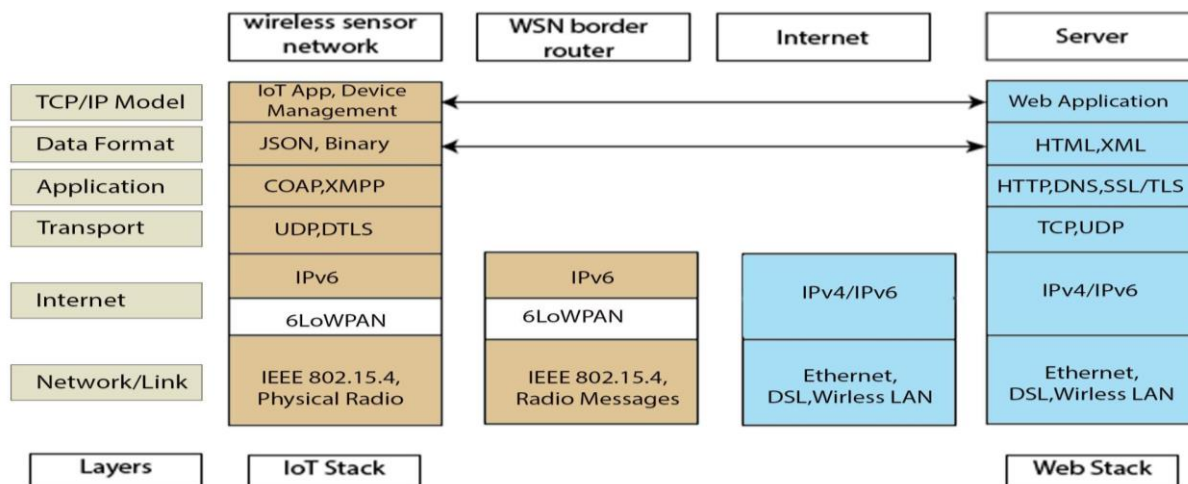 wireless sensor
network
WSN border
router
Internet
Server
TCP/IP Model
IoT App, Device
Management
Web Application
Data Format
JSON, Binary
HTML,XML
Application
COAP,XMPP
HTTP,DNS,SSL/TLS
Transport
UDP,DTLS
TCP,UDP
Internet
IPv6
6LoWPAN
IPv6
6LoWPAN
IPv4/IPv6
IPv4/IPv6
Network/Link
IEEE 802.15.4,
Physical Radio
IEEE 802.15.4,
Radio Messages
Ethernet,
DSL,Wirless LAN
Ethernet,
DSL,Wirless LAN
Layers
IoT Stack
Web Stack